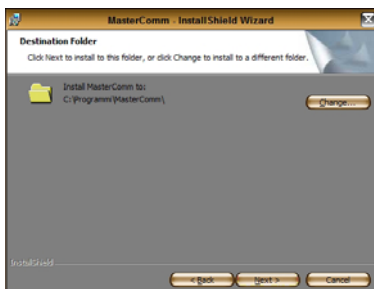 MasterComm - InstallShield Wizard
Destination Folder
Click Next to install to this folder, or click Change to install to a different folder.
Install MasterComm to:
C:\Programmi\MasterComm\
Change...
InstallShield
< Back
Next >
Cancel